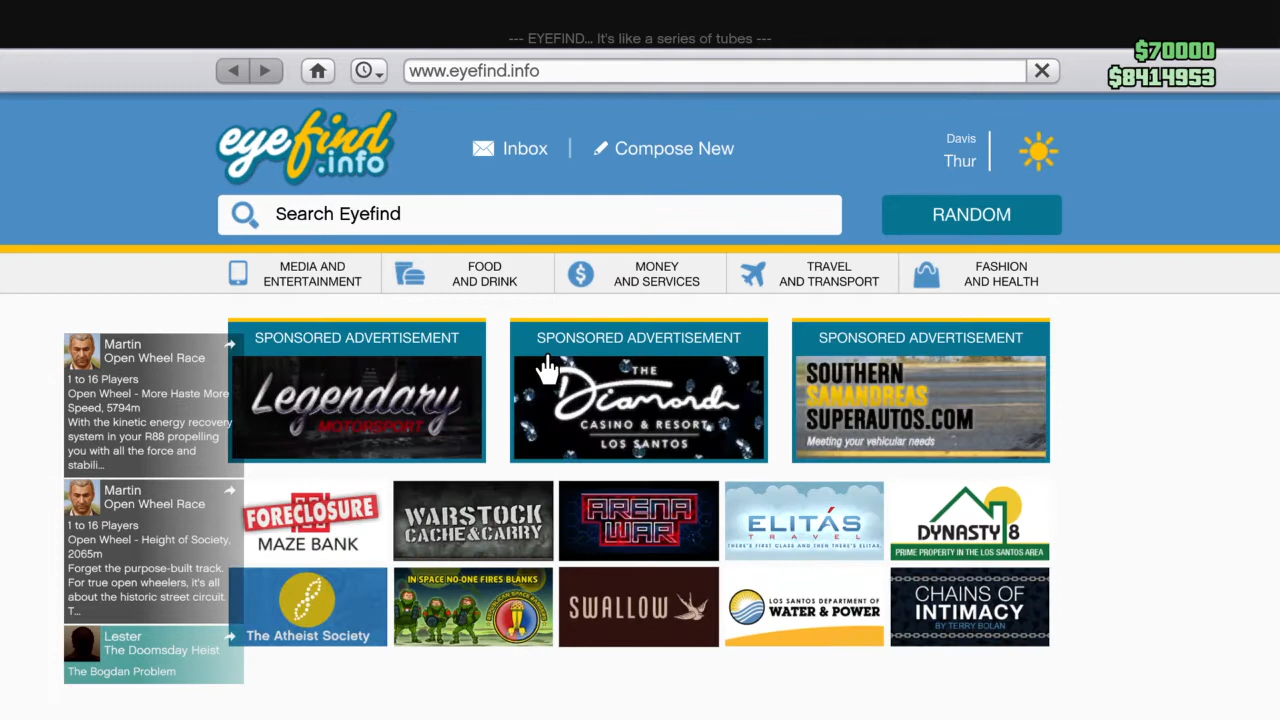 --- EYEFIND... It's like a series of tubes ---
$70000
www.eyefind.info
$8414953
eyefind
.info
Inbox
Compose New
Davis
Thur
Search Eyefind
RANDOM
MEDIA AND
ENTERTAINMENT
FOOD
AND DRINK
MONEY
AND SERVICES
TRAVEL
AND TRANSPORT
FASHION
AND HEALTH
SPONSORED ADVERTISEMENT
Legendary
MOTORSPORT
SPONSORED ADVERTISEMENT
THE
Diamond
CASINO & RESORT
LOS SANTOS
SPONSORED ADVERTISEMENT
SOUTHERN
SANANDREAS
SUPERAUTOS.COM
Meeting your vehicular needs
Martin
Open Wheel Race
1 to 16 Players
Open Wheel - More Haste More
Speed, 5794m
With the kinetic energy recovery
system in your R88 propelling
you with all the force and
stabili...
Martin
Open Wheel Race
1 to 16 Players
Open Wheel - Height of Society,
2065m
Forget the purpose-built track.
For true open wheelers, it's all
about the historic street circuit.
T...
Lester
The Doomsday Heist
The Bogdan Problem
FORECLOSURE
MAZE BANK
WARSTOCK
CACHE & CARRY
ARENA
WAR
ELITÁS
TRAVEL
THERE'S FIRST CLASS AND THEN THERE'S ELITAS.
DYNASTY 8
PRIME PROPERTY IN THE LOS SANTOS AREA
The Atheist Society
IN SPACE NO-ONE FIRES BLANKS
SWALLOW
LOS SANTOS DEPARTMENT OF
WATER & POWER
CHAINS OF
INTIMACY
BY TERRY BOLAN